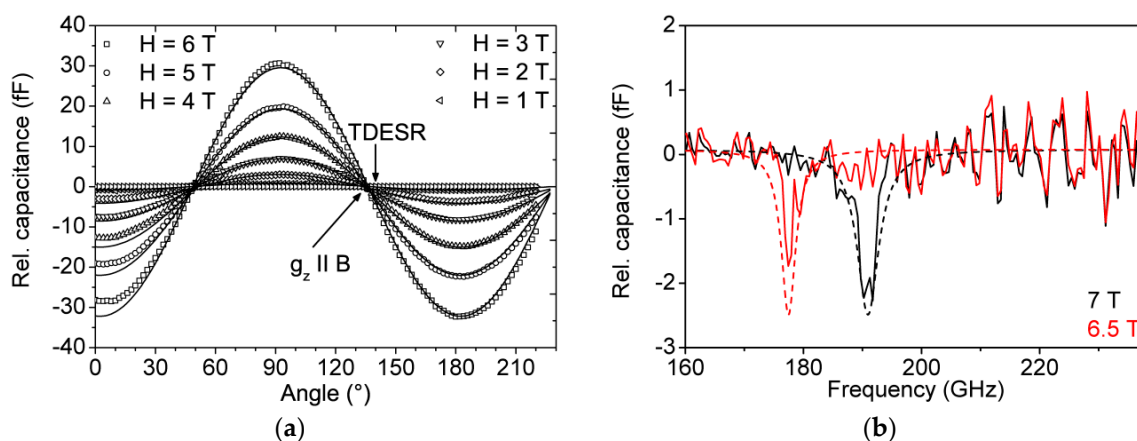 40
30
20
10
0
-10
-20
-30
-40
Rel. capacitance (fF)
H = 6 T
H = 5 T
H = 4 T
H = 3 T
H = 2 T
H = 1 T
TDESR
g_z II B
0 30 60 90 120 150 180 210
Angle (°)
(a)
2
1
0
-1
-2
-3
Rel. capacitance (fF)
7 T
6.5 T
160 180 200 220
Frequency (GHz)
(b)